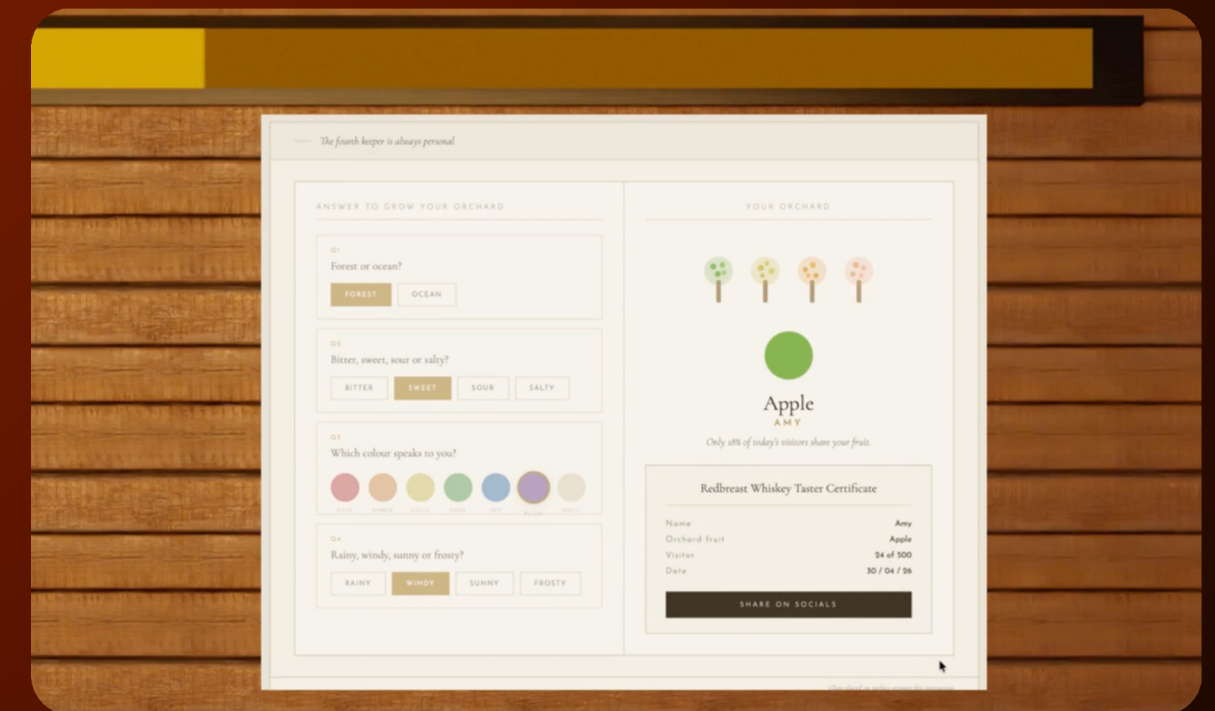 The fourth keeper is always personal
ANSWER TO GROW YOUR ORCHARD
Q1
Forest or ocean?
FOREST OCEAN
Q2
Bitter, sweet, sour or salty?
BITTER SWEET SOUR SALTY
Q3
Which colour speaks to you?
Q4
Rainy, windy, sunny or frosty?
RAINY WINDY SUNNY FROSTY
YOUR ORCHARD
Apple
AMY
Only 18% of today's visitors share your fruit.
Redbreast Whiskey Taster Certificate
Name Amy
Orchard fruit Apple
Visitor 24 of 500
Date 30 / 04 / 26
SHARE ON SOCIALS